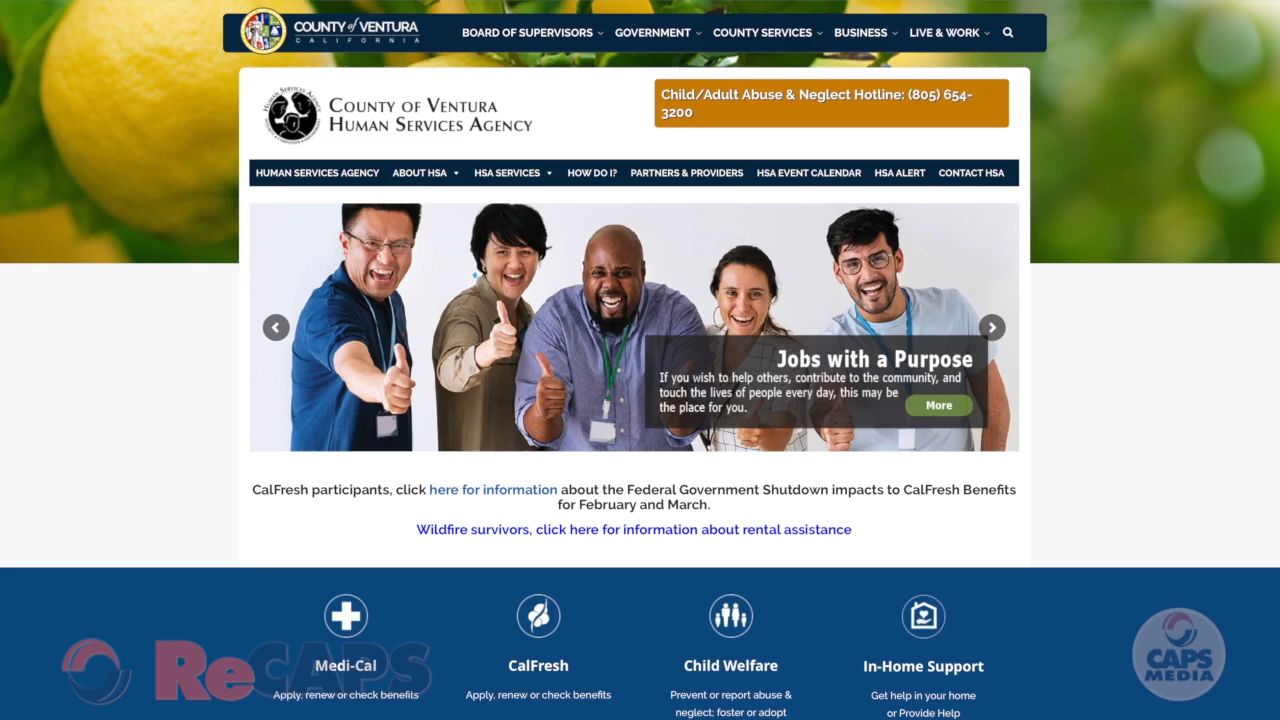 COUNTY of VENTURA
CALIFORNIA
BOARD OF SUPERVISORS GOVERNMENT COUNTY SERVICES BUSINESS LIVE & WORK
HUMAN SERVICES AGENCY
COUNTY OF VENTURA
HUMAN SERVICES AGENCY
Child/Adult Abuse & Neglect Hotline: (805) 654-
3200
HUMAN SERVICES AGENCY ABOUT HSA HSA SERVICES HOW DO I? PARTNERS & PROVIDERS HSA EVENT CALENDAR HSA ALERT CONTACT HSA
Jobs with a Purpose
If you wish to help others, contribute to the community, and
touch the lives of people every day, this may be
the place for you.
More
CalFresh participants, click here for information about the Federal Government Shutdown impacts to CalFresh Benefits
for February and March.
Wildfire survivors, click here for information about rental assistance
Medi-Cal
Apply, renew or check benefits
CalFresh
Apply, renew or check benefits
Child Welfare
Prevent or report abuse &
neglect; foster or adopt
In-Home Support
Get help in your home
or Provide Help
ReCAPS
CAPS
MEDIA